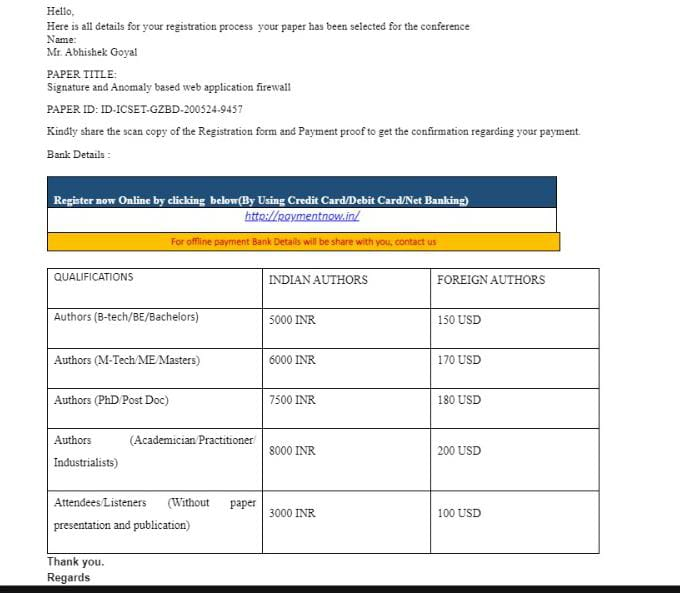 Hello,
Here is all details for your registration process  your paper has been selected for the conference
Name:
Mr. Abhishek Goyal
PAPER TITLE:
Signature and Anomaly based web application firewall
PAPER ID: ID-ICSET-GZBD-200524-9457
Kindly share the scan copy of the Registration form and Payment proof to get the confirmation regarding your payment.
Bank Details :
Register now Online by clicking  below(By Using Credit Card/Debit Card/Net Banking)
http://paymentnow.in/
For offline payment Bank Details will be share with you, contact us
QUALIFICATIONS INDIAN AUTHORS FOREIGN AUTHORS
Authors (B-tech/BE/Bachelors) 5000 INR 150 USD
Authors (M-Tech/ME/Masters) 6000 INR 170 USD
Authors (PhD/Post Doc) 7500 INR 180 USD
Authors (Academician/Practitioner/
Industrialists) 8000 INR 200 USD
Attendees/Listeners (Without paper
presentation and publication) 3000 INR 100 USD
Thank you.
Regards